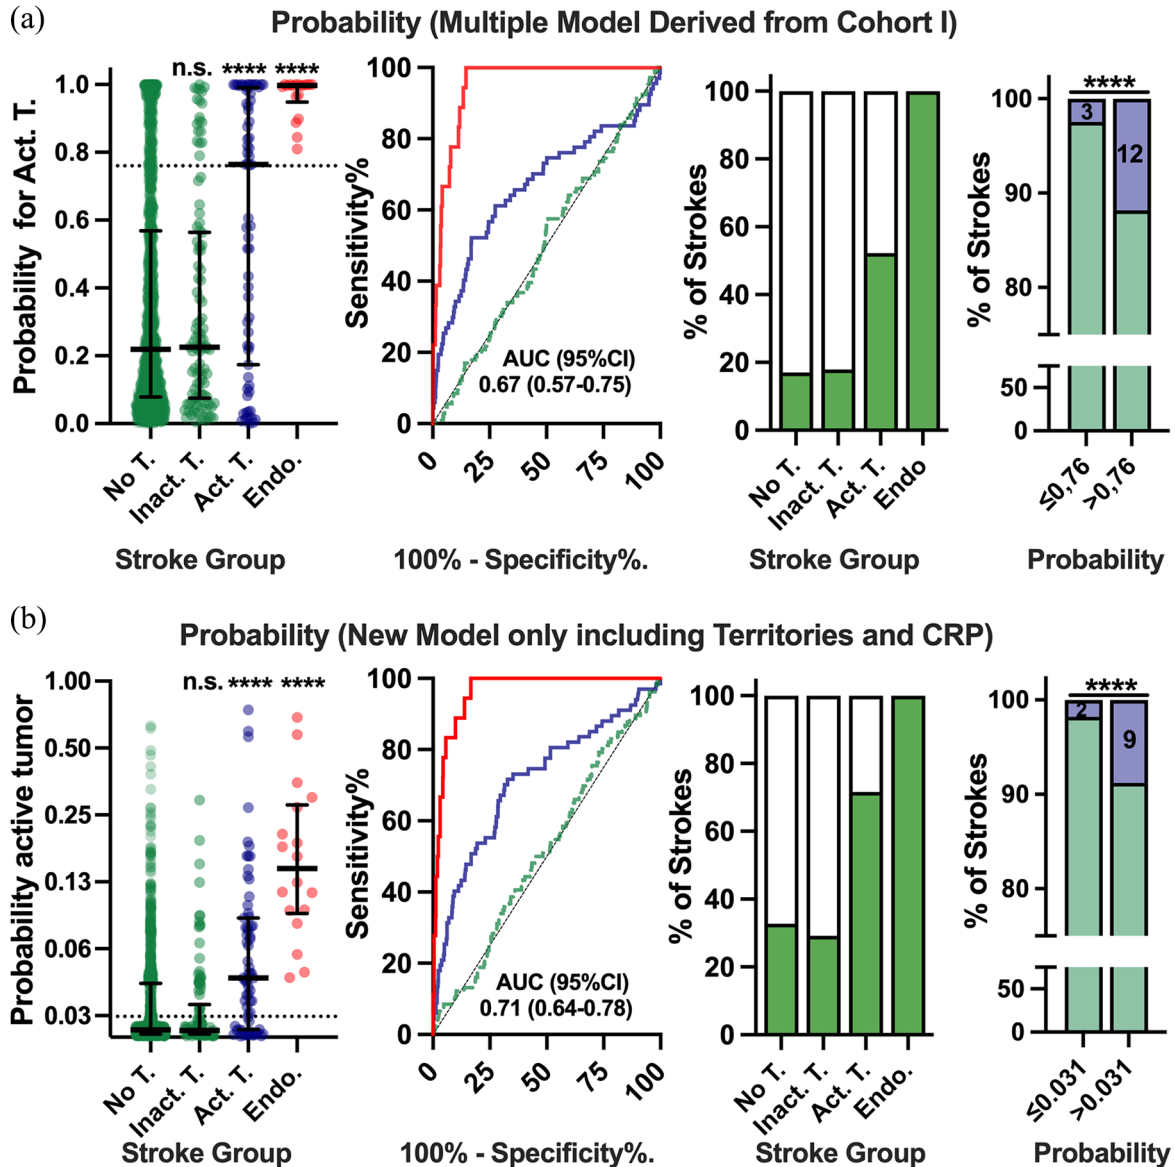 (a)
Probability (Multiple Model Derived from Cohort I)
Probability for Act. T.
1.0
0.8
0.6
0.4
0.2
0.0
n.s.
****
****
No T.
Inact. T.
Act. T.
Endo.
Stroke Group
Sensitivity%
100
80
60
40
20
0
AUC (95%CI)
0.67 (0.57-0.75)
0
25
50
75
100
100% - Specificity%.
% of Strokes
100
80
60
40
20
0
No T.
Inact. T.
Act. T.
Endo
Stroke Group
% of Strokes
****
100
90
80
50
0
3
12
≤0,76
>0,76
Probability
(b)
Probability (New Model only including Territories and CRP)
Probability active tumor
1.00
0.50
0.25
0.13
0.06
0.03
n.s.
****
****
No T.
Inact. T.
Act. T.
Endo.
Stroke Group
Sensitivity%
100
80
60
40
20
0
AUC (95%CI)
0.71 (0.64-0.78)
0
25
50
75
100
100% - Specificity%.
% of Strokes
100
80
60
40
20
0
No T.
Inact. T.
Act. T.
Endo.
Stroke Group
% of Strokes
****
100
90
80
50
0
2
9
≤0.031
>0.031
Probability